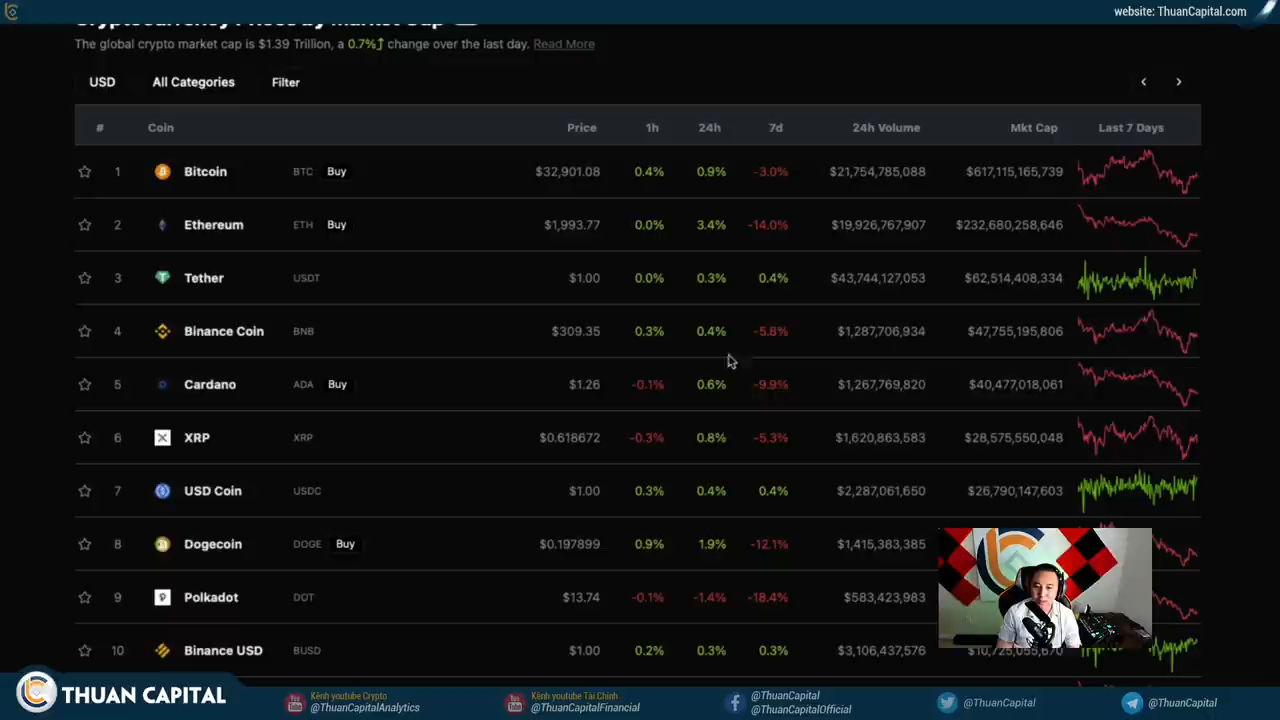 website: ThuanCapital.com
Cryptocurrency Prices by Market Cap
The global crypto market cap is $1.39 Trillion, a 0.7% change over the last day. Read More
USD All Categories Filter
# Coin Price 1h 24h 7d 24h Volume Mkt Cap Last 7 Days
1 Bitcoin BTC Buy $32,901.08 0.4% 0.9% -3.0% $21,754,785,088 $617,115,165,739
2 Ethereum ETH Buy $1,993.77 0.0% 3.4% -14.0% $19,926,767,907 $232,680,258,646
3 Tether USDT $1.00 0.0% 0.3% 0.4% $43,744,127,053 $62,514,408,334
4 Binance Coin BNB $309.35 0.3% 0.4% -5.8% $1,287,706,934 $47,755,195,806
5 Cardano ADA Buy $1.26 -0.1% 0.6% -9.9% $1,267,769,820 $40,477,018,061
6 XRP XRP $0.618672 -0.3% 0.8% -5.3% $1,620,863,583 $28,575,550,048
7 USD Coin USDC $1.00 0.3% 0.4% 0.4% $2,287,061,650 $26,790,147,603
8 Dogecoin DOGE Buy $0.197899 0.9% 1.9% -12.1% $1,415,383,385
9 Polkadot DOT $13.74 -0.1% -1.4% -18.4% $583,423,983
10 Binance USD BUSD $1.00 0.2% 0.3% 0.3% $3,106,437,576
THUAN CAPITAL
Kênh youtube Crypto
@ThuanCapitalAnalytics
Kênh youtube Tài Chính
@ThuanCapitalFinancial
@ThuanCapital
@ThuanCapitalOfficial
@ThuanCapital
@ThuanCapital